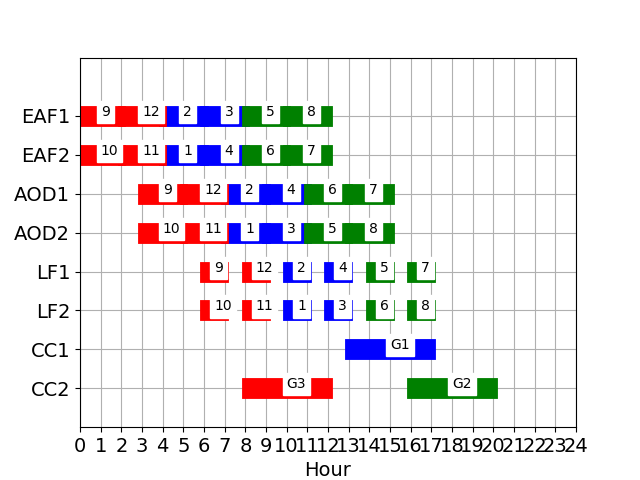 EAF1 9 12 2 3 5 8
EAF2 10 11 1 4 6 7
AOD1 9 12 2 4 6 7
AOD2 10 11 1 3 5 8
LF1 9 12 2 4 5 7
LF2 10 11 1 3 6 8
CC1 G1
CC2 G3 G2
0 1 2 3 4 5 6 7 8 9 10 11 12 13 14 15 16 17 18 19 20 21 22 23 24
Hour